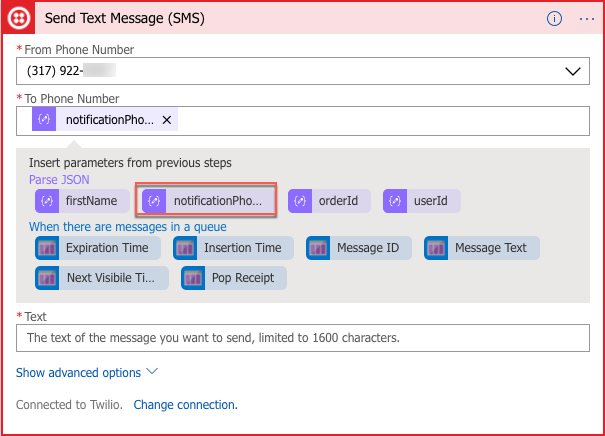 Send Text Message (SMS)
* From Phone Number
(317) 922-
* To Phone Number
notificationPho... ×
Insert parameters from previous steps
Parse JSON
firstName notificationPho... orderId userId
When there are messages in a queue
Expiration Time Insertion Time Message ID Message Text
Next Visibile Ti... Pop Receipt
* Text
The text of the message you want to send, limited to 1600 characters.
Show advanced options
Connected to Twilio. Change connection.